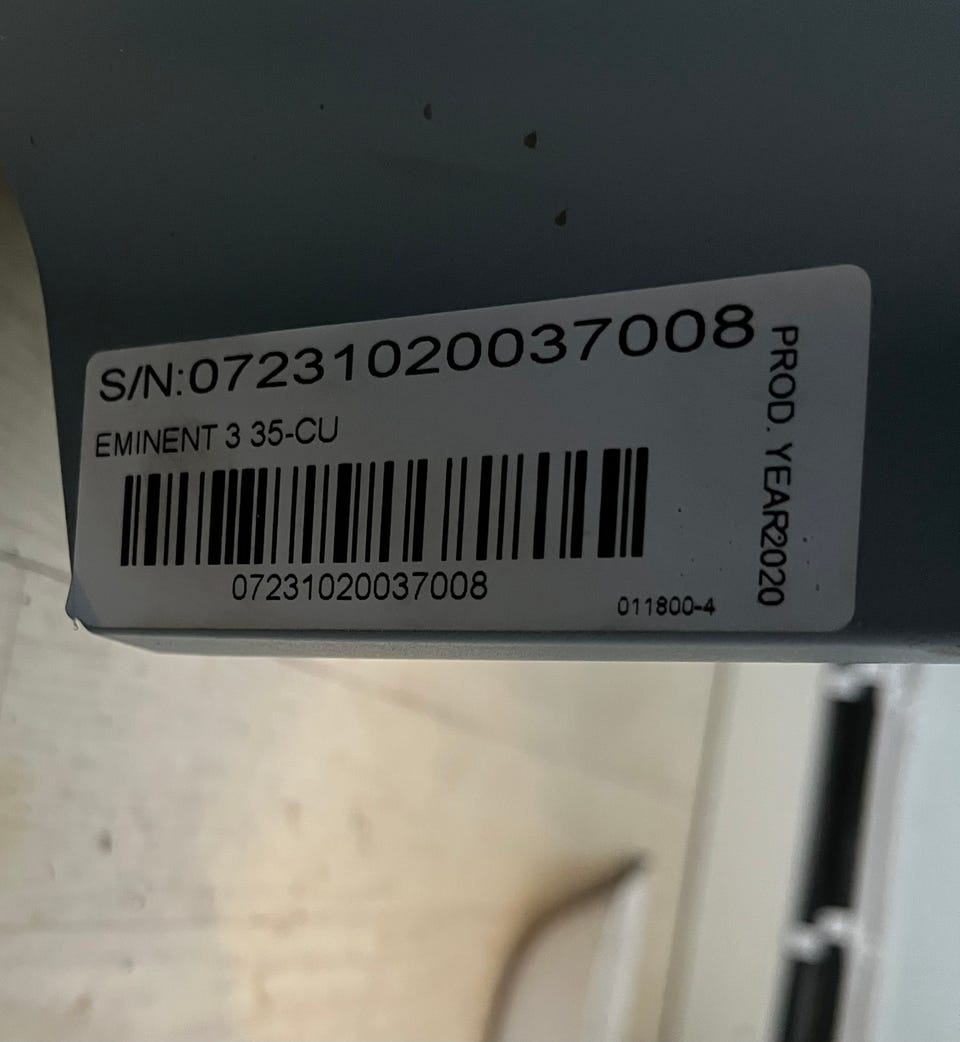 S/N:07231020037008
EMINENT 3 35-CU
07231020037008
011800-4
PROD. YEAR2020